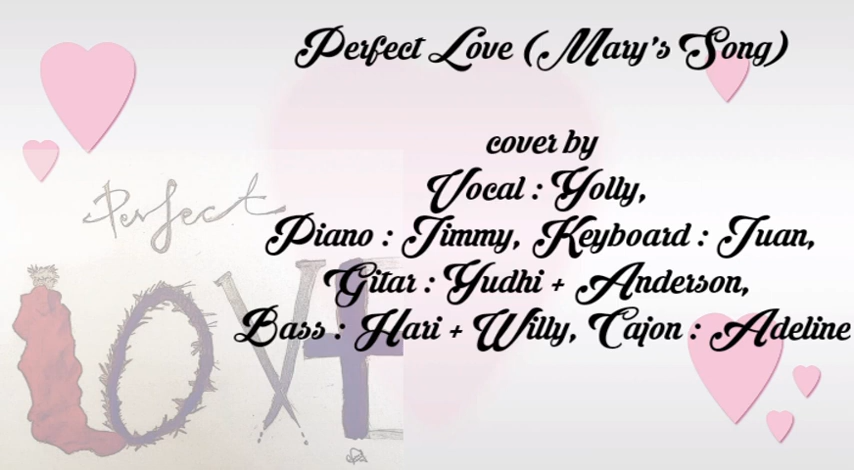 Perfect Love (Mary's Song)
cover by
Vocal : Yolly,
Piano : Jimmy, Keyboard : Juan,
Gitar : Yudhi + Anderson,
Bass : Hari + Willy, Cajon : Adeline
Perfect
LOVE